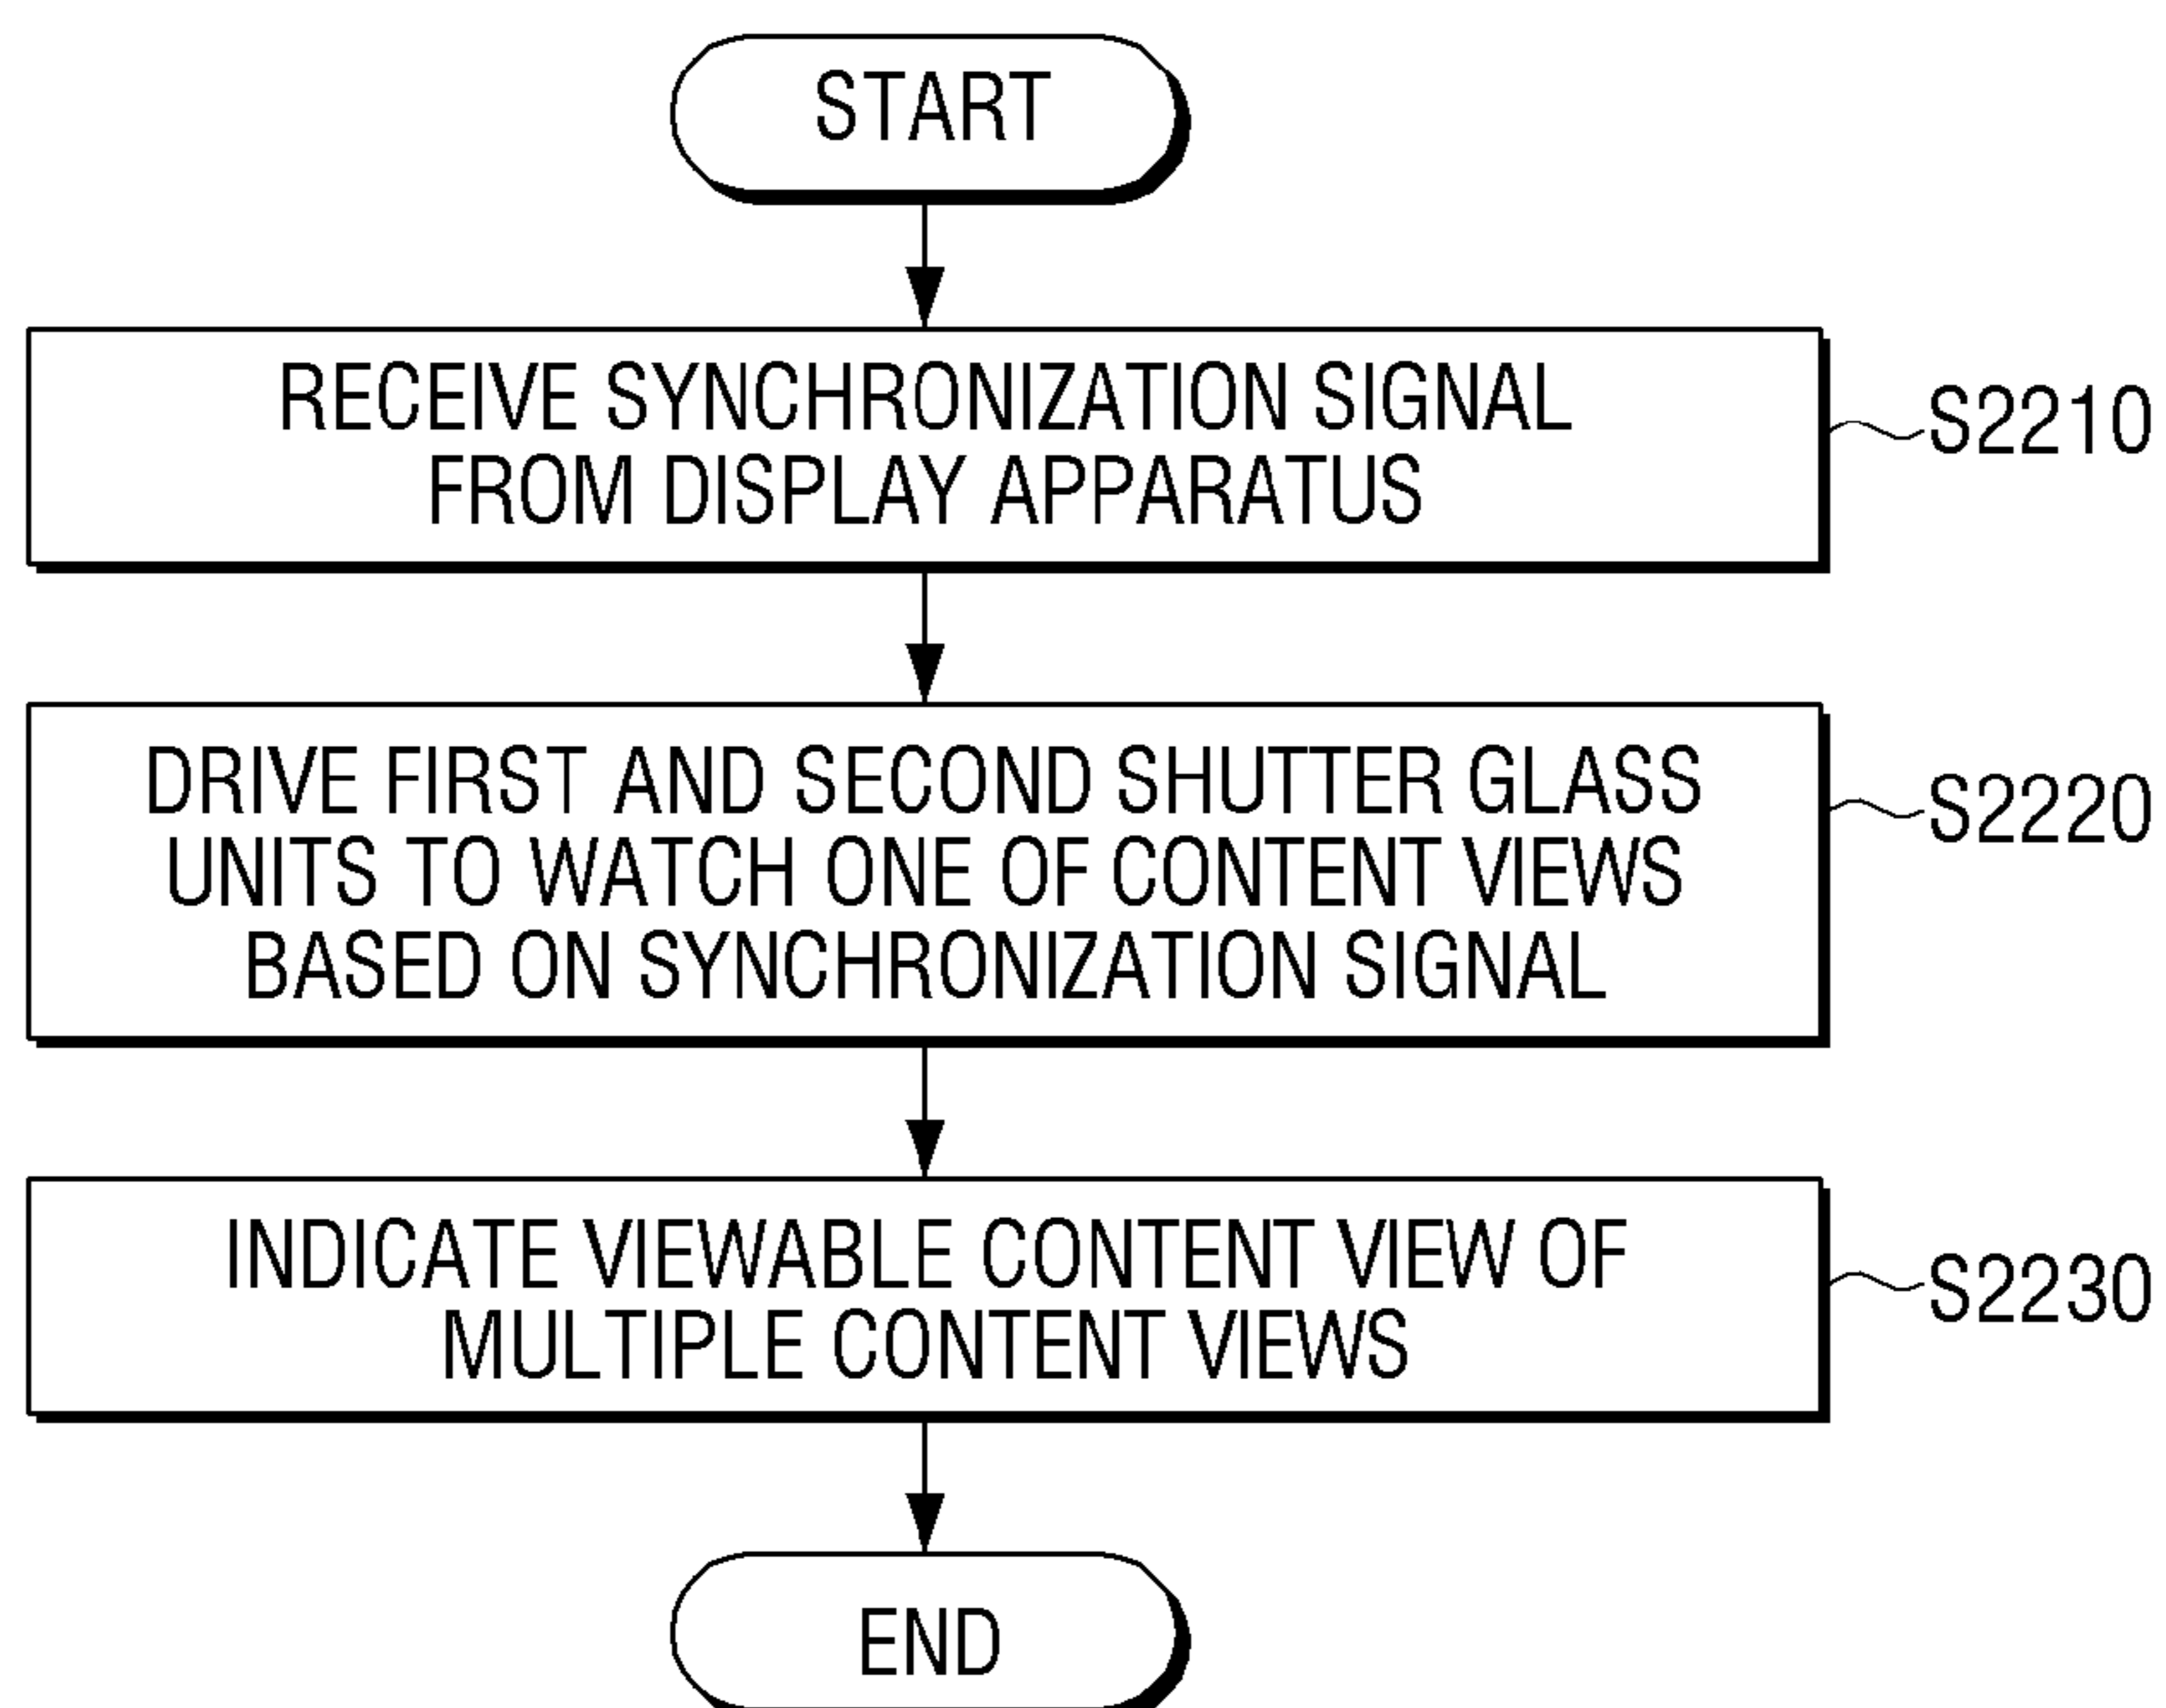 START
RECEIVE SYNCHRONIZATION SIGNAL
FROM DISPLAY APPARATUS
S2210
DRIVE FIRST AND SECOND SHUTTER GLASS
UNITS TO WATCH ONE OF CONTENT VIEWS
BASED ON SYNCHRONIZATION SIGNAL
S2220
INDICATE VIEWABLE CONTENT VIEW OF
MULTIPLE CONTENT VIEWS
S2230
END